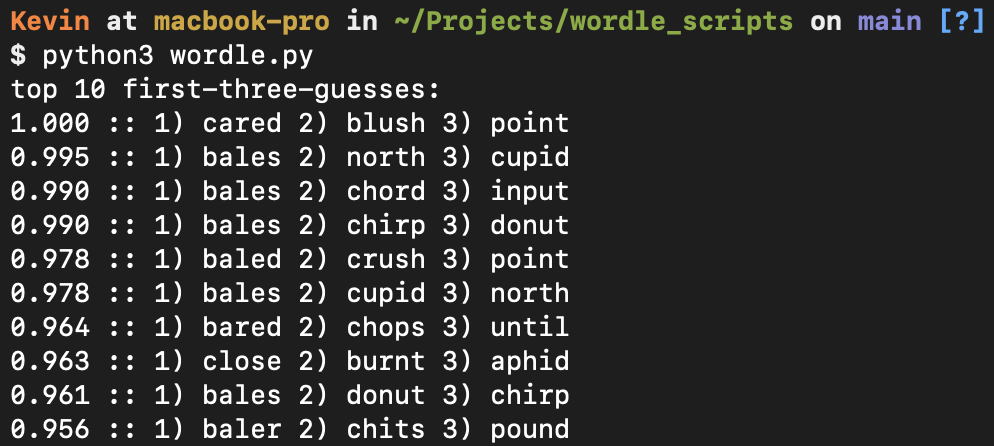 Kevin at macbook-pro in ~/Projects/wordle_scripts on main [?]
$ python3 wordle.py
top 10 first-three-guesses:
1.000 :: 1) cared 2) blush 3) point
0.995 :: 1) bales 2) north 3) cupid
0.990 :: 1) bales 2) chord 3) input
0.990 :: 1) bales 2) chirp 3) donut
0.978 :: 1) baled 2) crush 3) point
0.978 :: 1) bales 2) cupid 3) north
0.964 :: 1) bared 2) chops 3) until
0.963 :: 1) close 2) burnt 3) aphid
0.961 :: 1) bales 2) donut 3) chirp
0.956 :: 1) baler 2) chits 3) pound